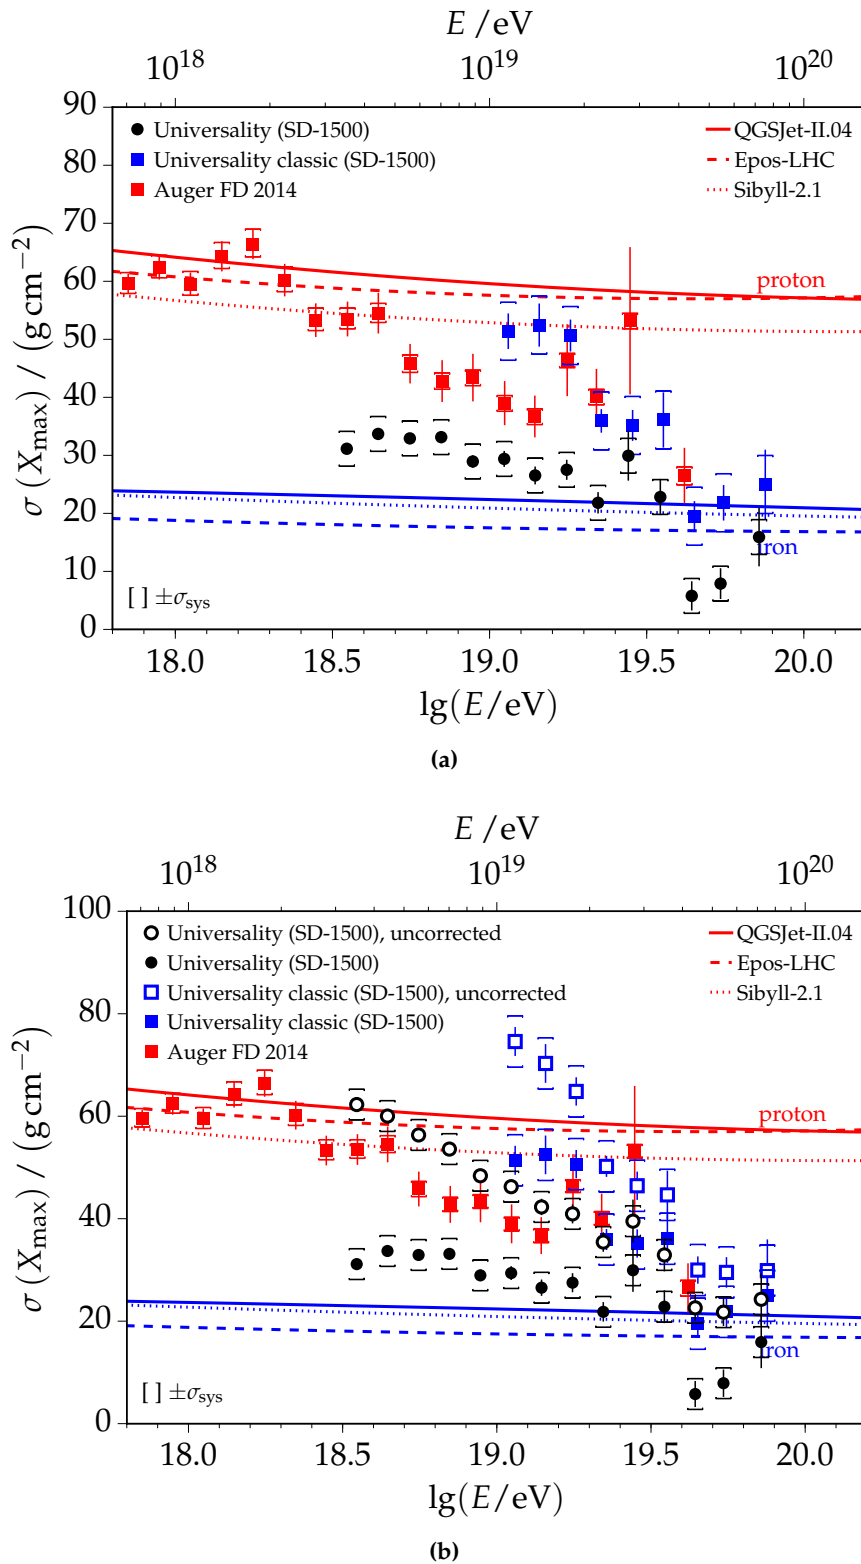 E /eV
10^18 10^19 10^20
90
80
70
60
50
40
30
20
10
0
σ (X_max) / (g cm^−2)
Universality (SD-1500)
Universality classic (SD-1500)
Auger FD 2014
QGSJet-II.04
Epos-LHC
Sibyll-2.1
proton
iron
[ ] ±σ_sys
18.0 18.5 19.0 19.5 20.0
lg(E/eV)
(a)
E /eV
10^18 10^19 10^20
100
80
60
40
20
0
σ (X_max) / (g cm^−2)
Universality (SD-1500), uncorrected
Universality (SD-1500)
Universality classic (SD-1500), uncorrected
Universality classic (SD-1500)
Auger FD 2014
QGSJet-II.04
Epos-LHC
Sibyll-2.1
proton
iron
[ ] ±σ_sys
18.0 18.5 19.0 19.5 20.0
lg(E/eV)
(b)